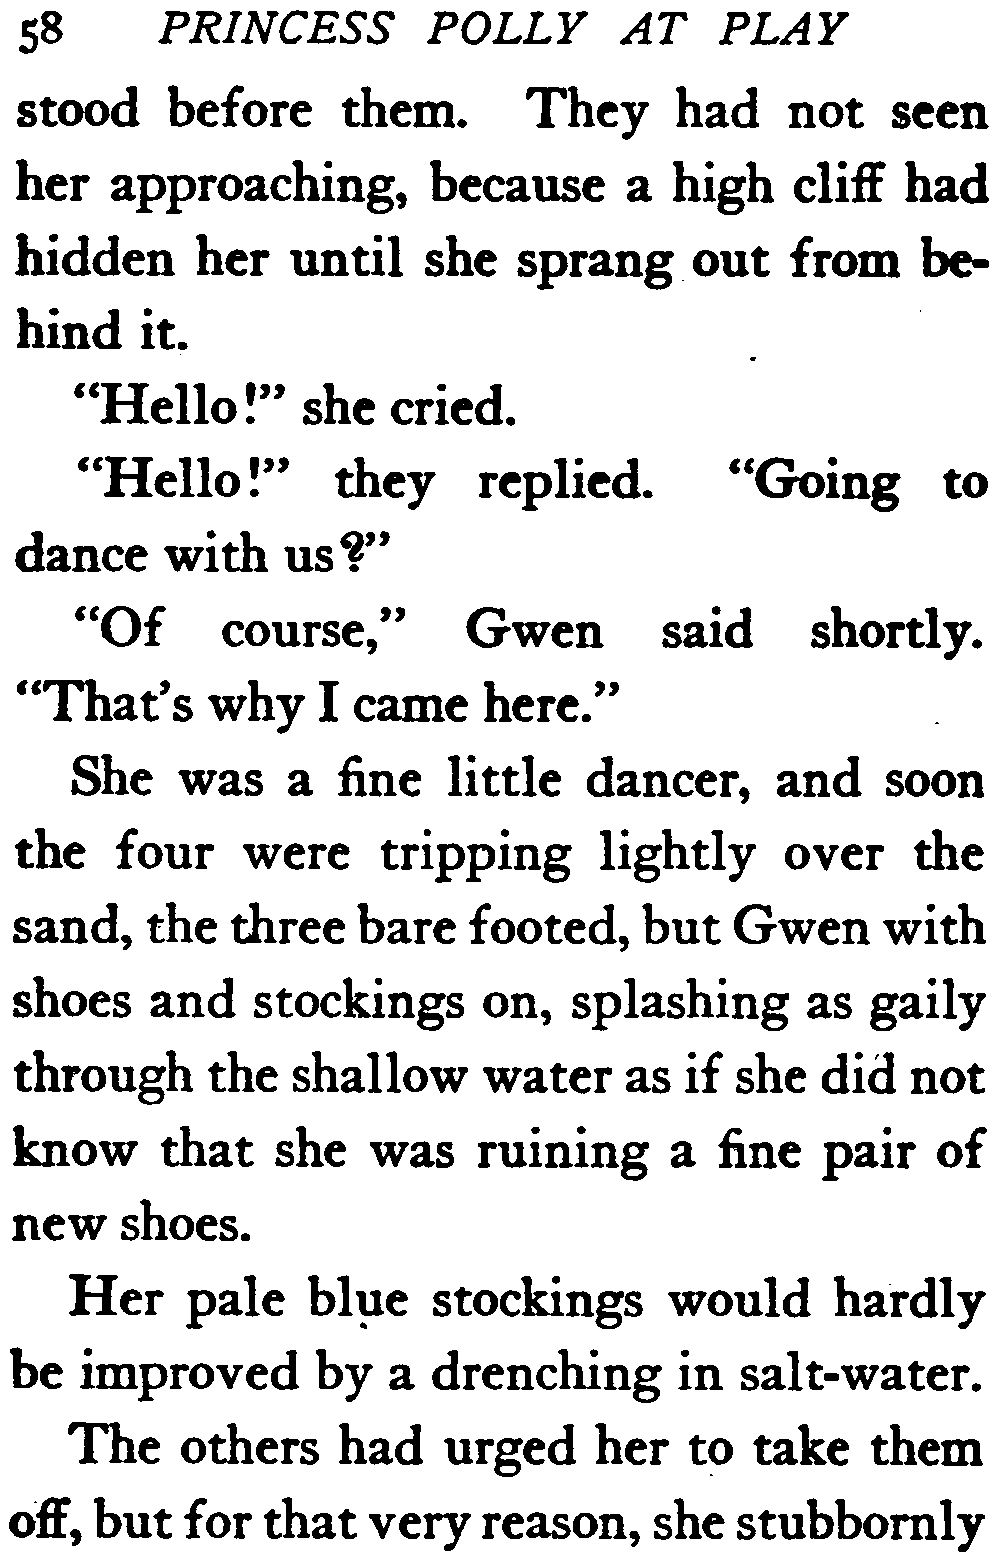 58 PRINCESS POLLY AT PLAY
stood before them. They had not seen
her approaching, because a high cliff had
hidden her until she sprang out from be-
hind it.
"Hello!" she cried.
"Hello!" they replied. "Going to
dance with us?"
"Of course," Gwen said shortly.
"That's why I came here."
She was a fine little dancer, and soon
the four were tripping lightly over the
sand, the three bare footed, but Gwen with
shoes and stockings on, splashing as gaily
through the shallow water as if she did not
know that she was ruining a fine pair of
new shoes.
Her pale blue stockings would hardly
be improved by a drenching in salt-water.
The others had urged her to take them
off, but for that very reason, she stubbornly